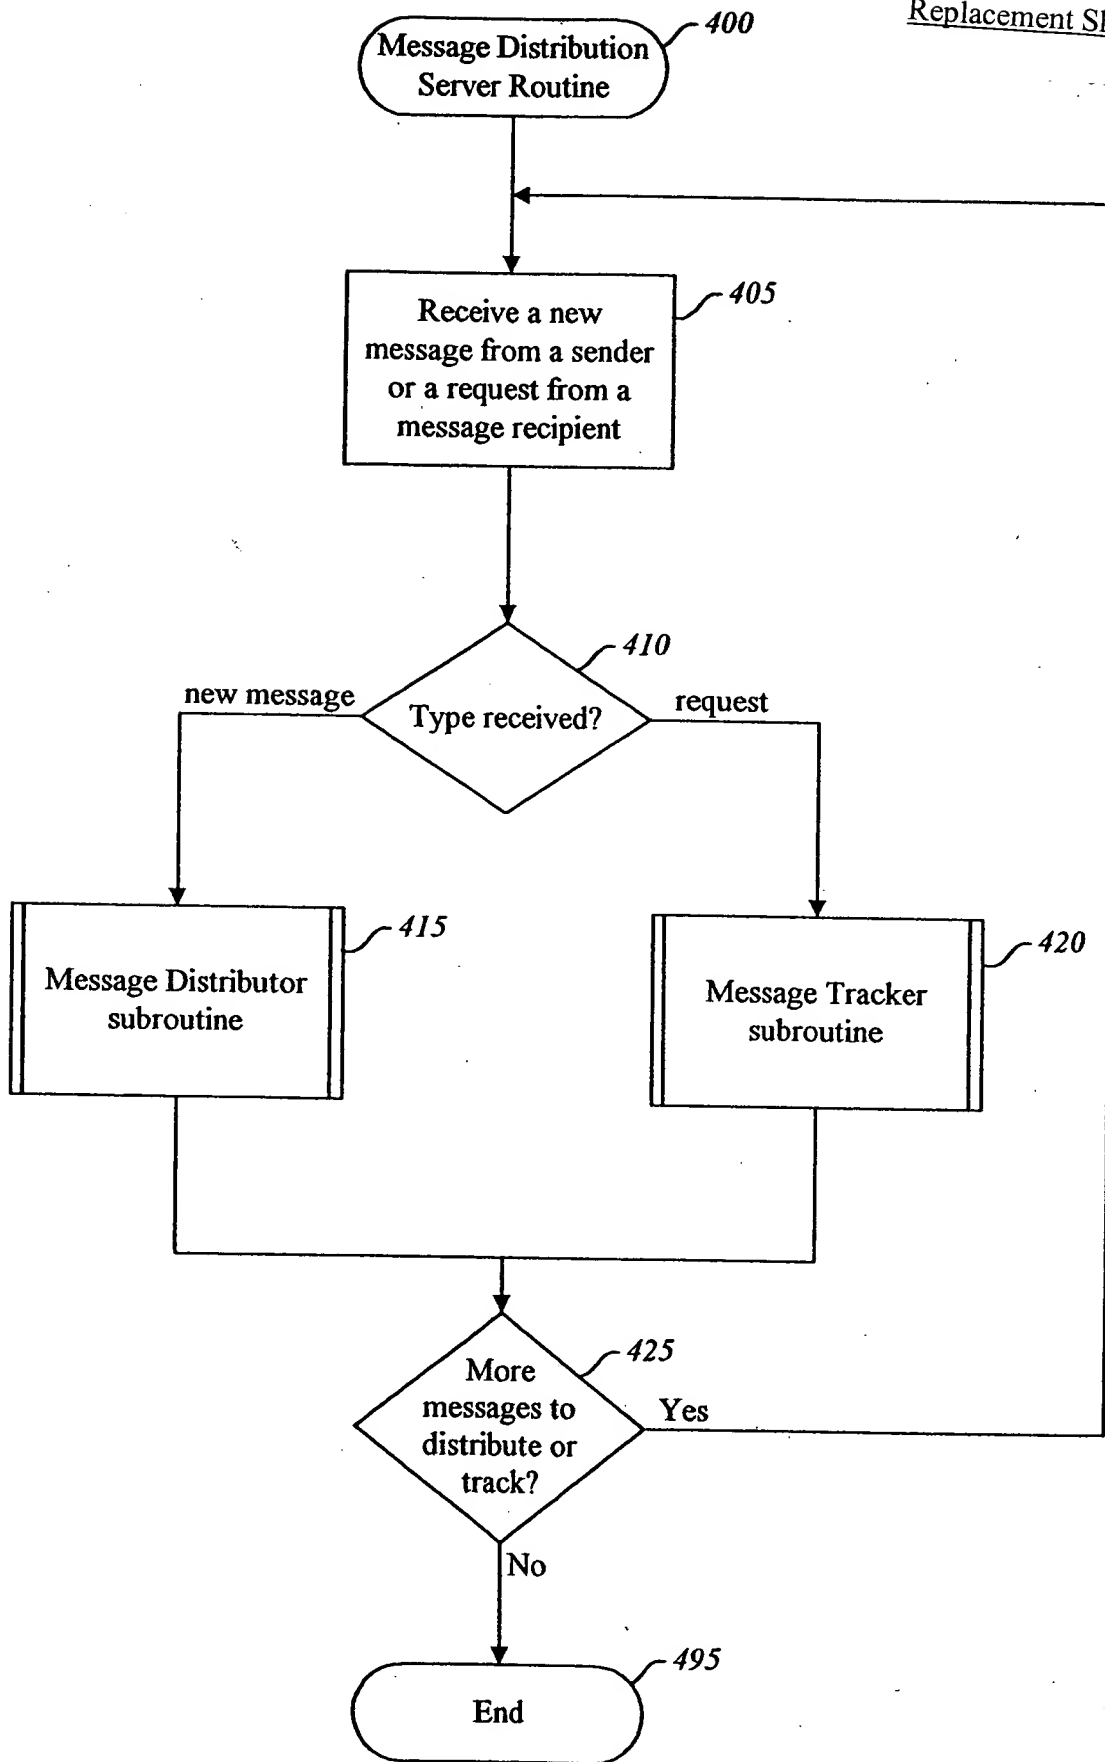 Replacement
400
Message Distribution
Server Routine
405
Receive a new
message from a sender
or a request from a
message recipient
410
new message
Type received?
request
415
Message Distributor
subroutine
420
Message Tracker
subroutine
425
More
messages to
distribute or
track?
Yes
No
495
End